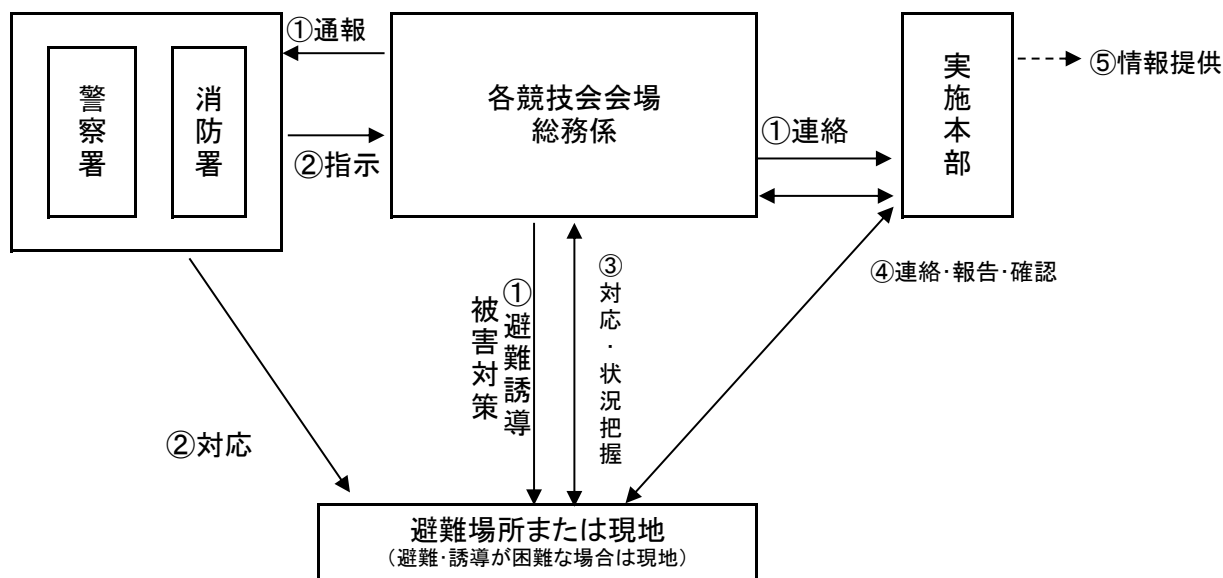 ①通報
警察署
消防署
②指示
各競技会会場
総務係
①連絡
実施本部
⑤情報提供
④連絡・報告・確認
①避難誘導
被害対策
③対応・状況把握
②対応
避難場所または現地
（避難・誘導が困難な場合は現地）